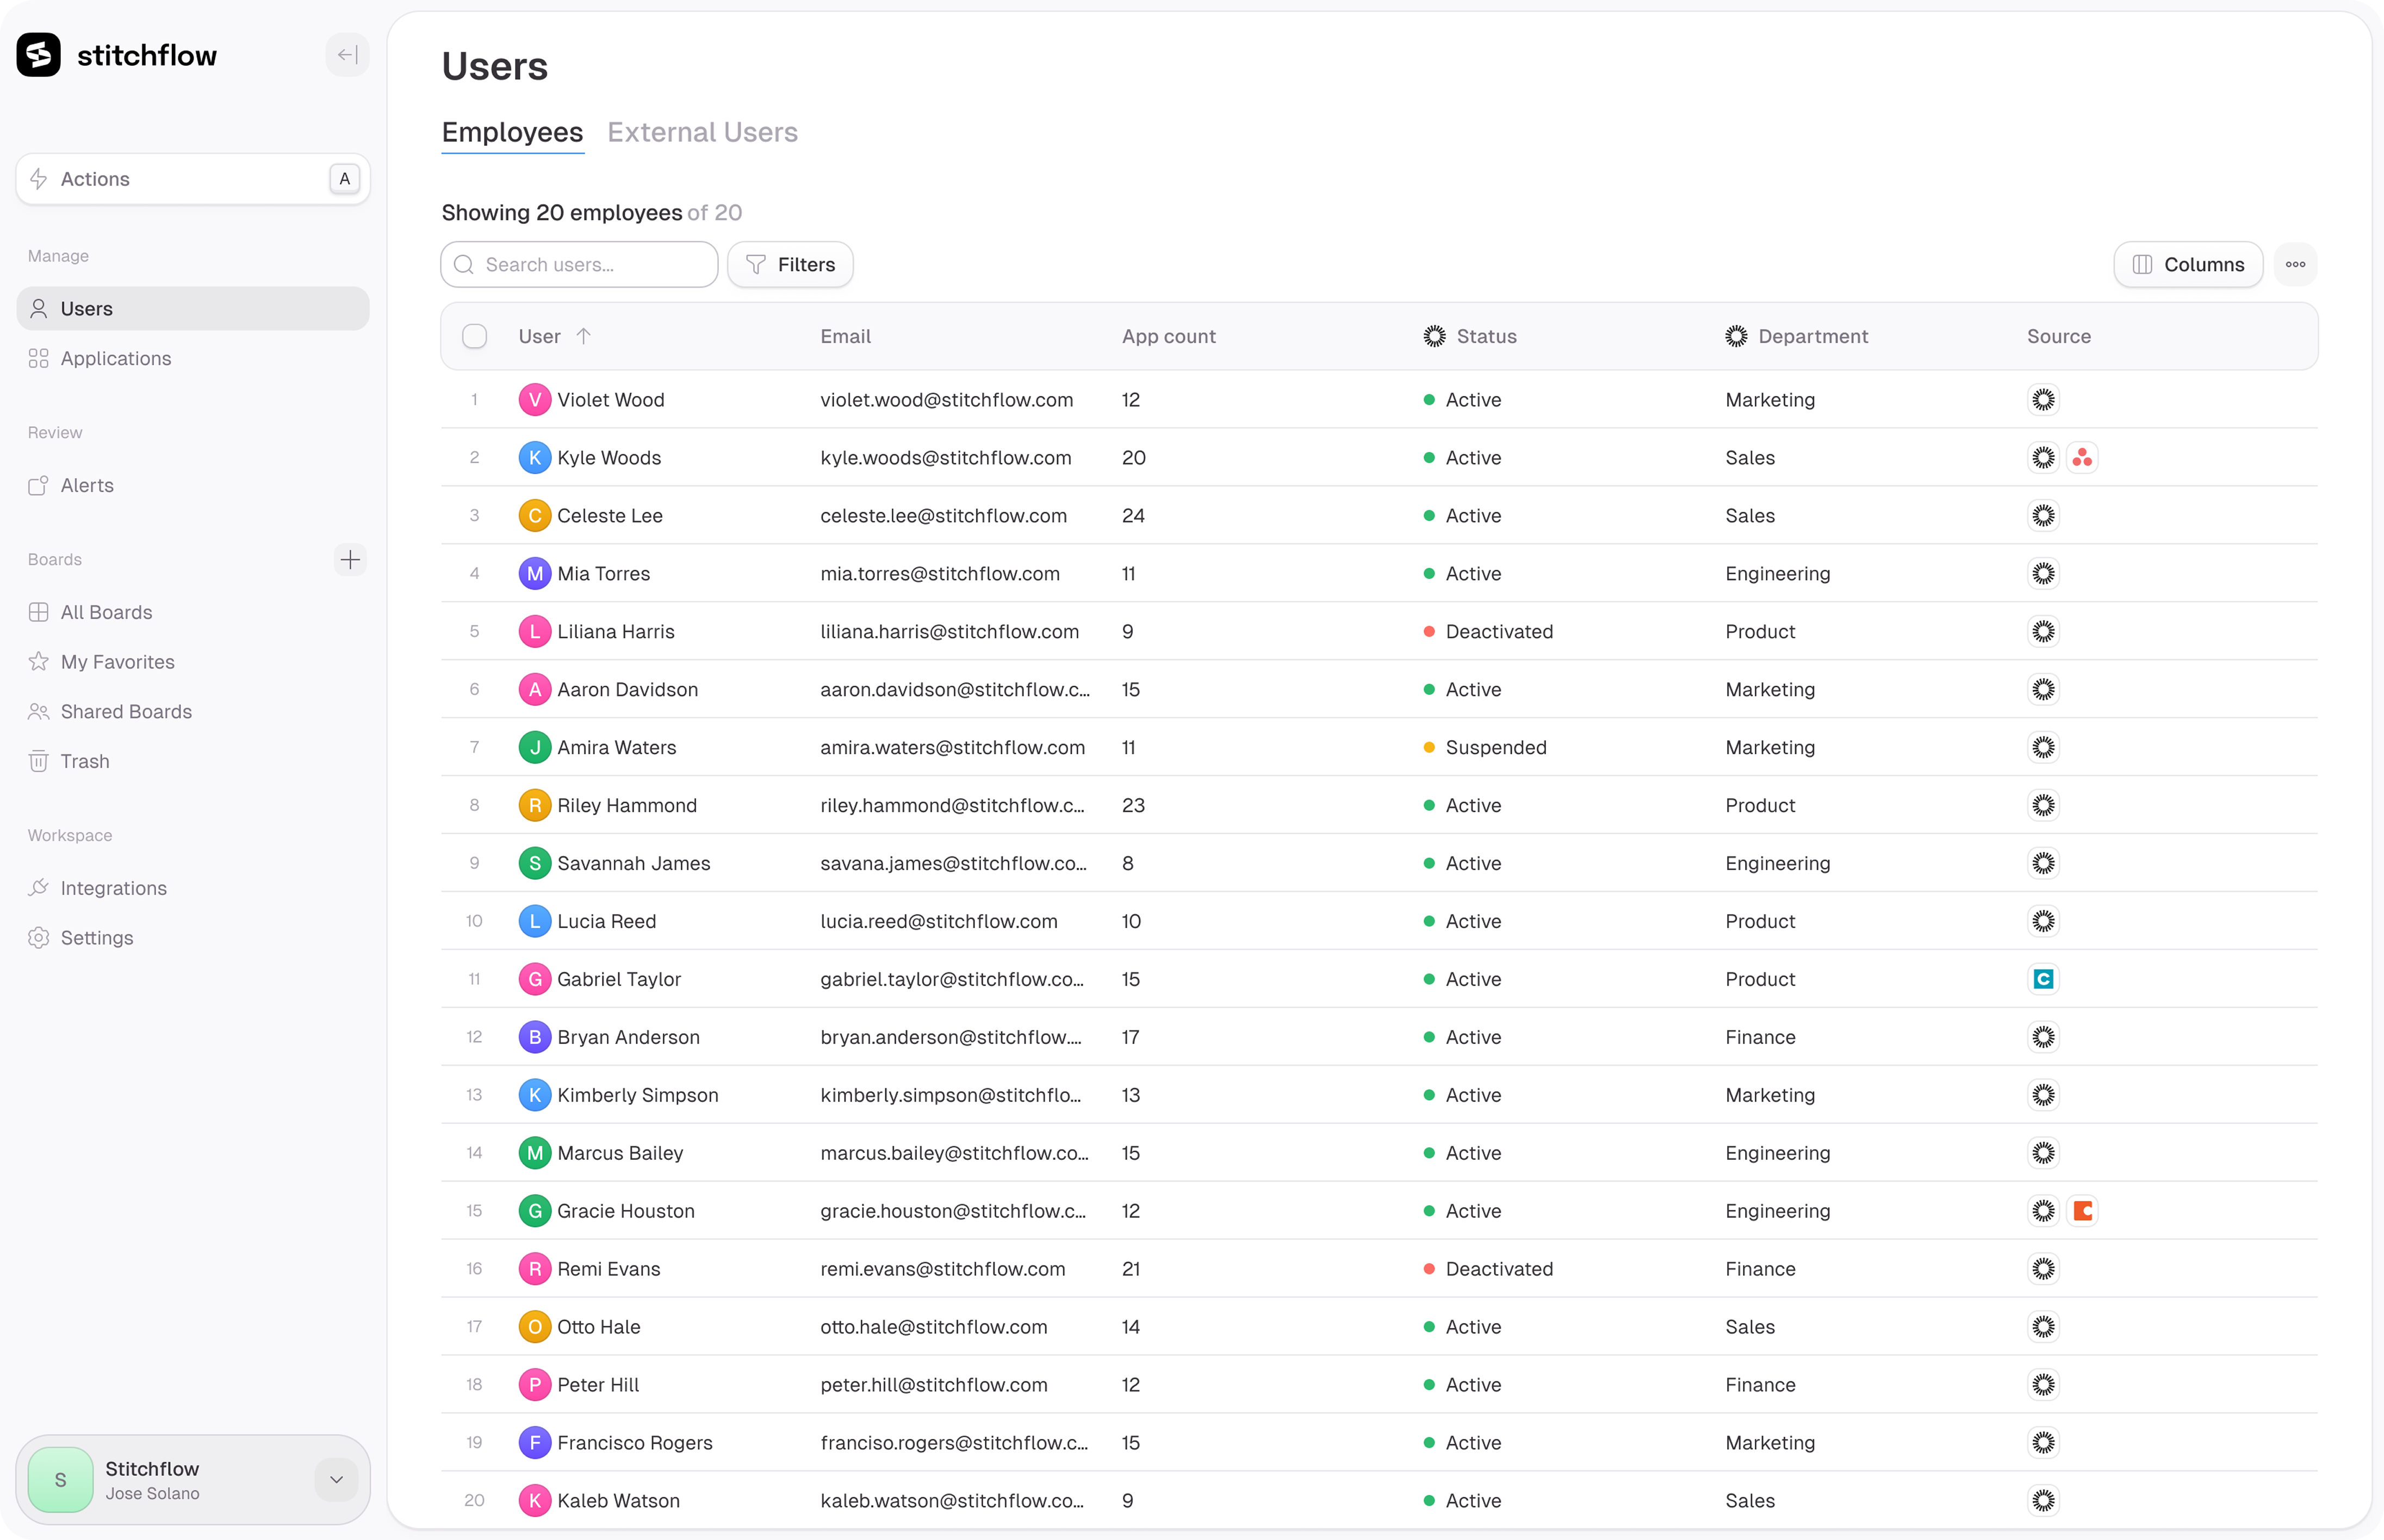 stitchflow
Actions A
Manage
Users
Applications
Review
Alerts
Boards
All Boards
My Favorites
Shared Boards
Trash
Workspace
Integrations
Settings
S Stitchflow
Jose Solano
Users
Employees External Users
Showing 20 employees of 20
Search users... Filters Columns
User Email App count Status Department Source
1 V Violet Wood violet.wood@stitchflow.com 12 Active Marketing
2 K Kyle Woods kyle.woods@stitchflow.com 20 Active Sales
3 C Celeste Lee celeste.lee@stitchflow.com 24 Active Sales
4 M Mia Torres mia.torres@stitchflow.com 11 Active Engineering
5 L Liliana Harris liliana.harris@stitchflow.com 9 Deactivated Product
6 A Aaron Davidson aaron.davidson@stitchflow.c... 15 Active Marketing
7 J Amira Waters amira.waters@stitchflow.com 11 Suspended Marketing
8 R Riley Hammond riley.hammond@stitchflow.c... 23 Active Product
9 S Savannah James savana.james@stitchflow.co... 8 Active Engineering
10 L Lucia Reed lucia.reed@stitchflow.com 10 Active Product
11 G Gabriel Taylor gabriel.taylor@stitchflow.co... 15 Active Product C
12 B Bryan Anderson bryan.anderson@stitchflow.... 17 Active Finance
13 K Kimberly Simpson kimberly.simpson@stitchflo... 13 Active Marketing
14 M Marcus Bailey marcus.bailey@stitchflow.co... 15 Active Engineering
15 G Gracie Houston gracie.houston@stitchflow.c... 12 Active Engineering
16 R Remi Evans remi.evans@stitchflow.com 21 Deactivated Finance
17 O Otto Hale otto.hale@stitchflow.com 14 Active Sales
18 P Peter Hill peter.hill@stitchflow.com 12 Active Finance
19 F Francisco Rogers franciso.rogers@stitchflow.c... 15 Active Marketing
20 K Kaleb Watson kaleb.watson@stitchflow.co... 9 Active Sales